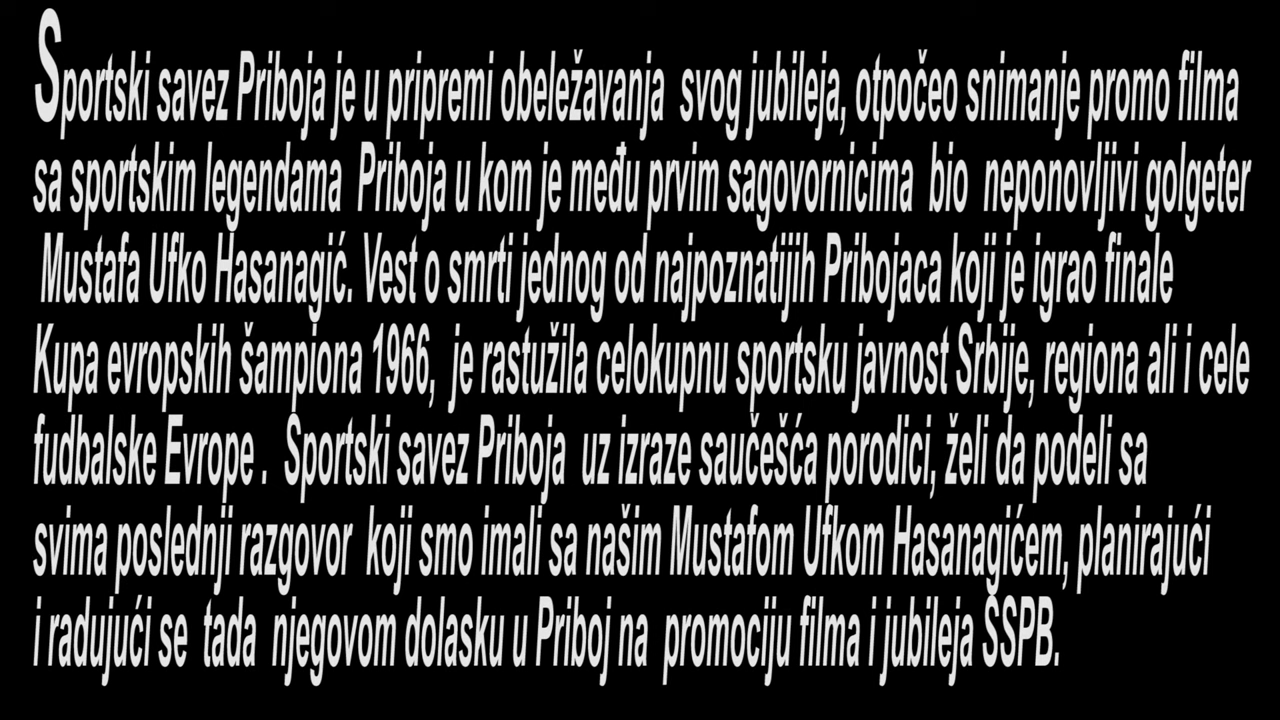 Sportski savez Priboja je u pripremi obeležavanja svog jubileja, otpočeo snimanje promo filma
sa sportskim legendama Priboja u kom je među prvim sagovornicima bio neponovljivi golgeter
Mustafa Ufko Hasanagić. Vest o smrti jednog od najpoznatijih Pribojaca koji je igrao finale
Kupa evropskih šampiona 1966, je rastužila celokupnu sportsku javnost Srbije, regiona ali i cele
fudbalske Evrope . Sportski savez Priboja uz izraze saučešća porodici, želi da podeli sa
svima poslednji razgovor koji smo imali sa našim Mustafom Ufkom Hasanagićem, planirajući
i radujući se tada njegovom dolasku u Priboj na promociju filma i jubileja SSPB.